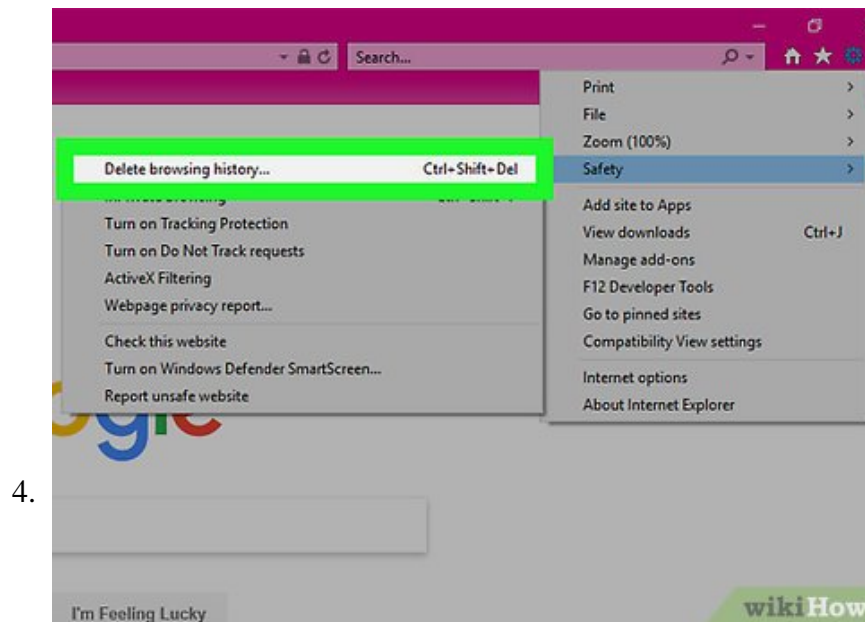 Search...
Print
File
Zoom (100%)
Safety
Delete browsing history... Ctrl+Shift+Del
Turn on Tracking Protection
Turn on Do Not Track requests
ActiveX Filtering
Webpage privacy report...
Check this website
Turn on Windows Defender SmartScreen...
Report unsafe website
Add site to Apps
View downloads Ctrl+J
Manage add-ons
F12 Developer Tools
Go to pinned sites
Compatibility View settings
Internet options
About Internet Explorer
4.
I'm Feeling Lucky
wikiHow